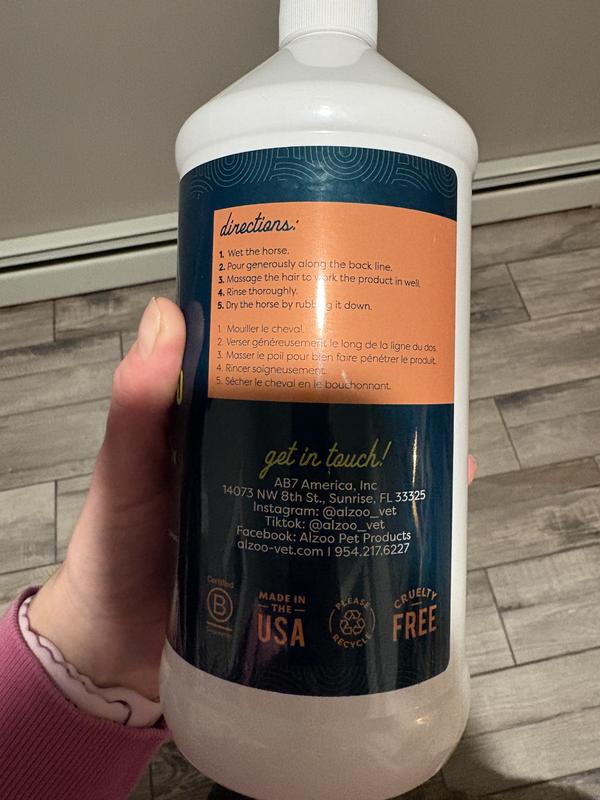 directions:
1. Wet the horse.
2. Pour generously along the back line.
3. Massage the hair to work the product in well.
4. Rinse thoroughly.
5. Dry the horse by rubbing it down.
1. Mouiller le cheval.
2. Verser généreusement le long de la ligne du dos.
3. Masser le poil pour bien faire pénétrer le produit.
4. Rincer soigneusement.
5. Sécher le cheval en le bouchonnant.
get in touch!
AB7 America, Inc
14073 NW 8th St., Sunrise, FL 33325
Instagram: @alzoo_vet
Tiktok: @alzoo_vet
Facebook: Alzoo Pet Products
alzoo-vet.com | 954.217.6227
Certified
B
MADE IN
THE
USA
PLEASE
RECYCLE
CRUELTY
FREE